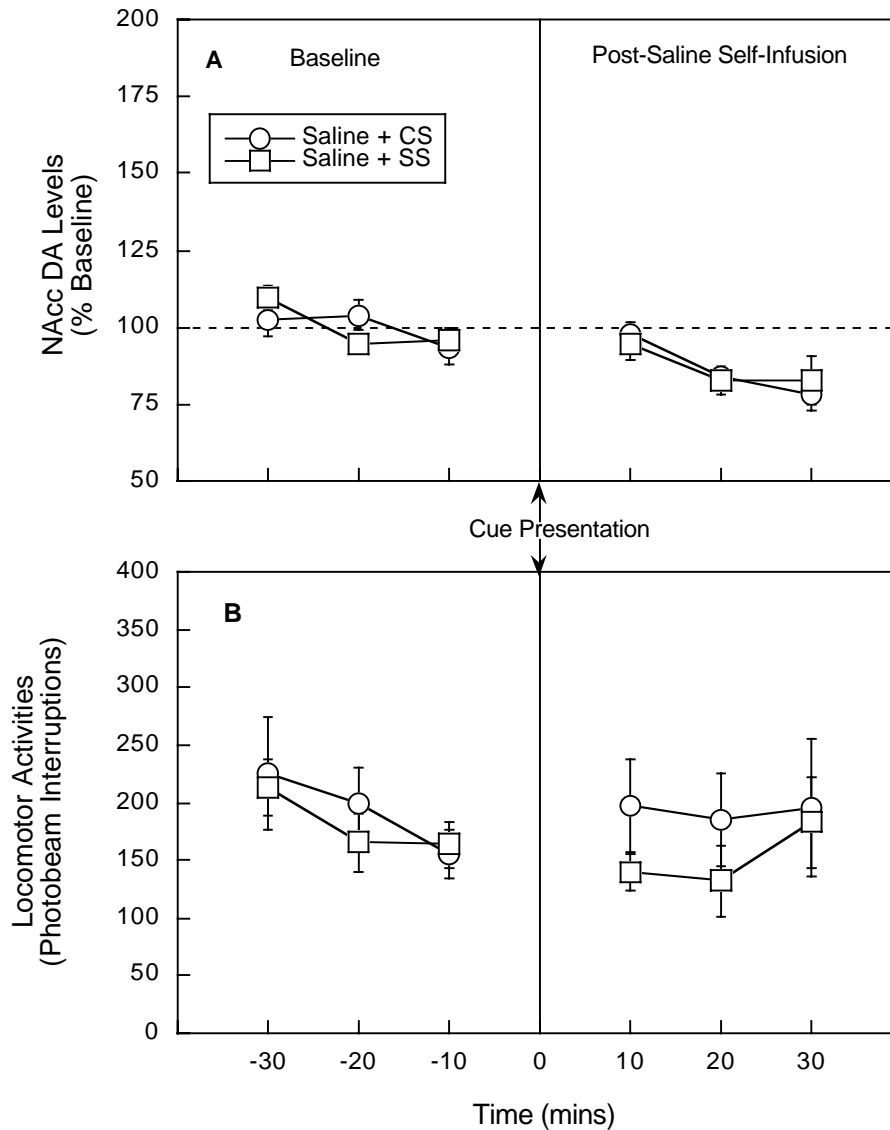 200
175
150
125
100
75
50
NAcc DA Levels
(% Baseline)
A
Baseline
Post-Saline Self-Infusion
Saline + CS
Saline + SS
Cue Presentation
400
350
300
250
200
150
100
50
0
Locomotor Activities
(Photobeam Interruptions)
B
-30 -20 -10 0 10 20 30
Time (mins)